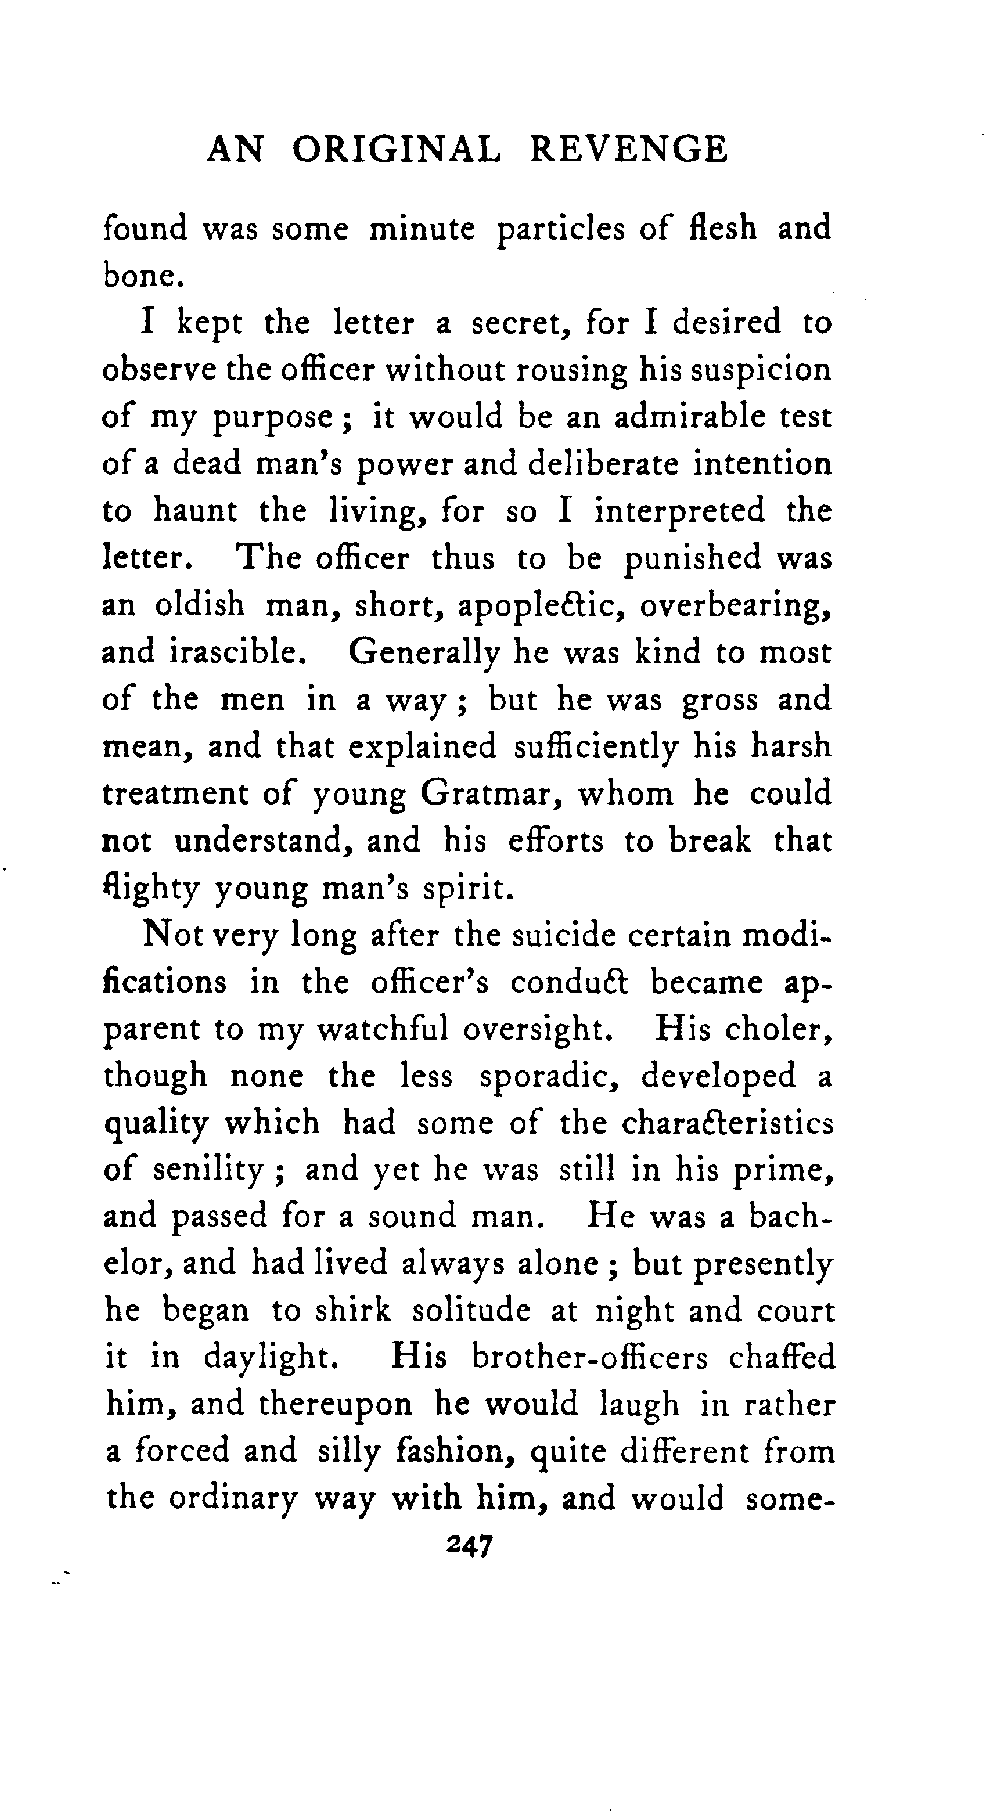 AN ORIGINAL REVENGE
found was some minute particles of flesh and
bone.
I kept the letter a secret, for I desired to
observe the officer without rousing his suspicion
of my purpose ; it would be an admirable test
of a dead man's power and deliberate intention
to haunt the living, for so I interpreted the
letter. The officer thus to be punished was
an oldish man, short, apoplectic, overbearing,
and irascible. Generally he was kind to most
of the men in a way ; but he was gross and
mean, and that explained sufficiently his harsh
treatment of young Gratmar, whom he could
not understand, and his efforts to break that
flighty young man's spirit.
Not very long after the suicide certain modi-
fications in the officer's conduct became ap-
parent to my watchful oversight. His choler,
though none the less sporadic, developed a
quality which had some of the characteristics
of senility ; and yet he was still in his prime,
and passed for a sound man. He was a bach-
elor, and had lived always alone ; but presently
he began to shirk solitude at night and court
it in daylight. His brother-officers chaffed
him, and thereupon he would laugh in rather
a forced and silly fashion, quite different from
the ordinary way with him, and would some-
247